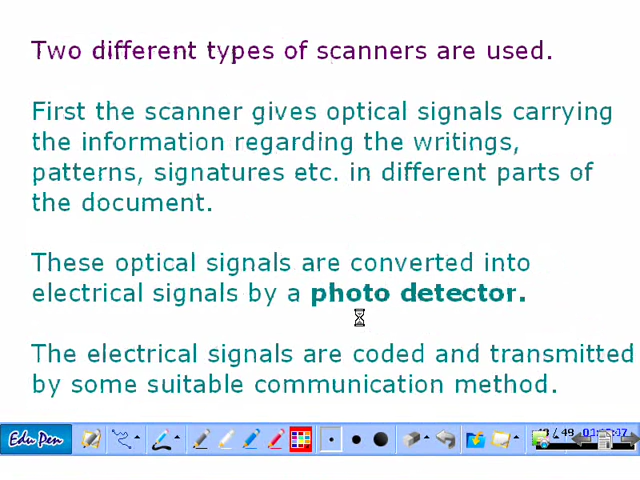 Two different types of scanners are used.
First the scanner gives optical signals carrying
the information regarding the writings,
patterns, signatures etc. in different parts of
the document.
These optical signals are converted into
electrical signals by a photo detector.
The electrical signals are coded and transmitted
by some suitable communication method.
Edu Pen